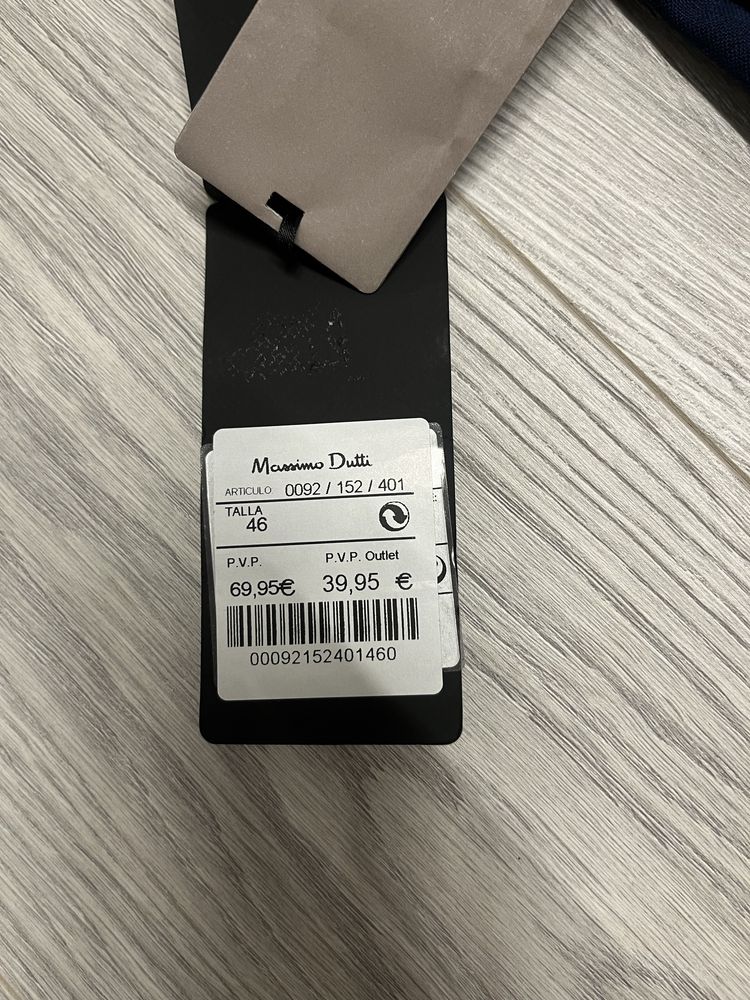 Massimo Dutti
ARTICULO 0092 / 152 / 401
TALLA
46
P.V.P. P.V.P. Outlet
69,95€ 39,95 €
00092152401460